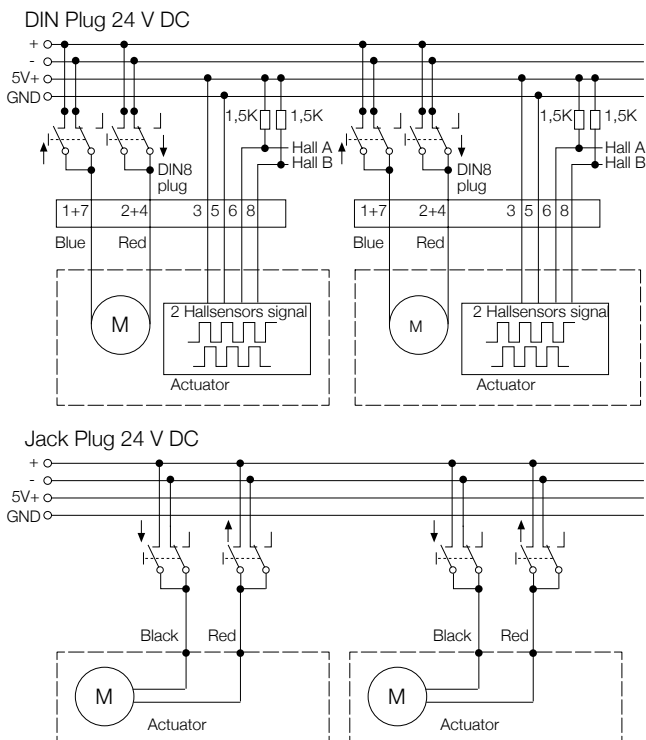 DIN Plug 24 V DC
+
-
5V+
GND
1,5K 1,5K 1,5K 1,5K
Hall A Hall A
Hall B Hall B
DIN8 DIN8
plug plug
1+7 2+4 3 5 6 8 1+7 2+4 3 5 6 8
Blue Red Blue Red
2 Hallsensors signal 2 Hallsensors signal
M M
Actuator Actuator
Jack Plug 24 V DC
+
-
5V+
GND
Black Red Black Red
M M
Actuator Actuator